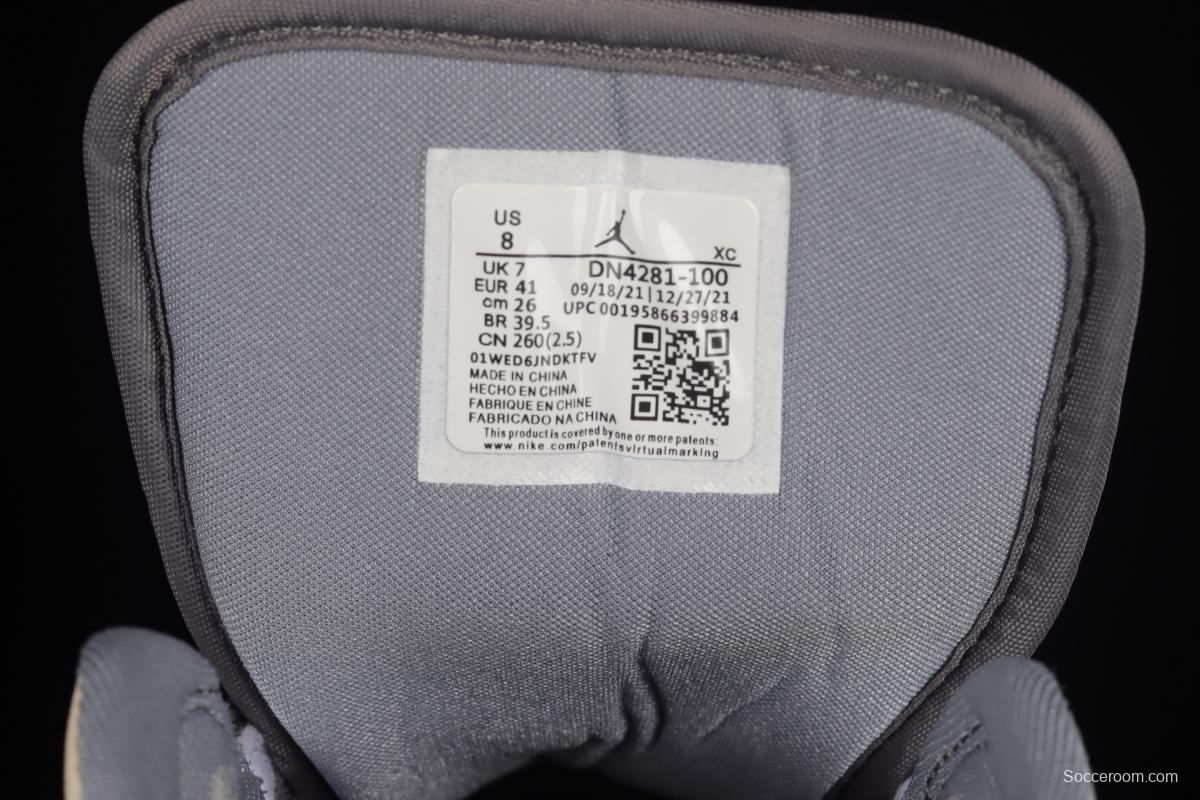 US
8
XC
UK 7
DN4281-100
EUR 41
09/18/21 | 12/27/21
cm 26
UPC 00195866399884
BR 39.5
CN 260(2.5)
01WED6JNDKTFV
MADE IN CHINA
HECHO EN CHINA
FABRIQUE EN CHINE
FABRICADO NA CHINA
This product is covered by one or more patents:
www.nike.com/patentsvirtualmarking
Socceroom.com